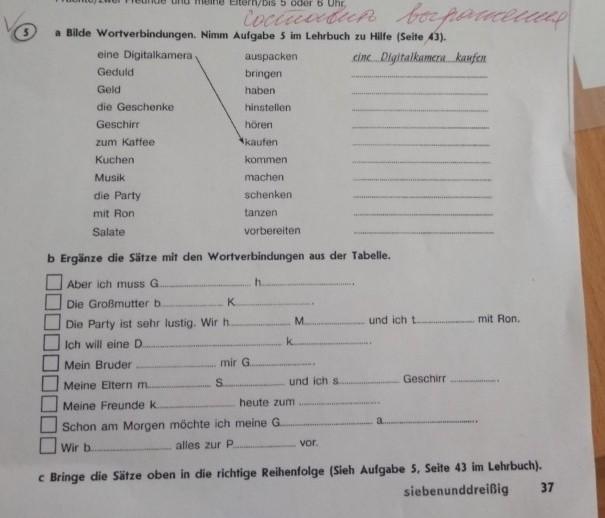 Freunde und meine Eltern/bis 5 oder 6 Uhr.
Составить выражения
5 a Bilde Wortverbindungen. Nimm Aufgabe 5 im Lehrbuch zu Hilfe (Seite 43).
eine Digitalkamera auspacken eine Digitalkamera kaufen
Geduld bringen
Geld haben
die Geschenke hinstellen
Geschirr hören
zum Kaffee kaufen
Kuchen kommen
Musik machen
die Party schenken
mit Ron tanzen
Salate vorbereiten
b Ergänze die Sätze mit den Wortverbindungen aus der Tabelle.
Aber ich muss G............ h............
Die Großmutter b............ K............
Die Party ist sehr lustig. Wir h............ M............ und ich t............ mit Ron.
Ich will eine D............ k............
Mein Bruder ............ mir G............
Meine Eltern m............ S............ und ich s............ Geschirr ............
Meine Freunde k............ heute zum ............
Schon am Morgen möchte ich meine G............ a............
Wir b............ alles zur P............ vor.
c Bringe die Sätze oben in die richtige Reihenfolge (Sieh Aufgabe 5, Seite 43 im Lehrbuch).
siebenunddreißig 37